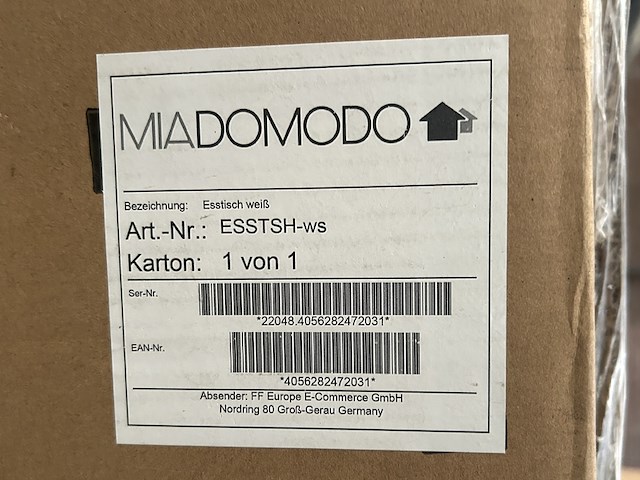 MIADOMODO
Bezeichnung: Esstisch weiß
Art.-Nr.: ESSTSH-ws
Karton: 1 von 1
Ser-Nr.
*22048.4056282472031*
EAN-Nr.
*4056282472031*
Absender: FF Europe E-Commerce GmbH
Nordring 80 Groß-Gerau Germany